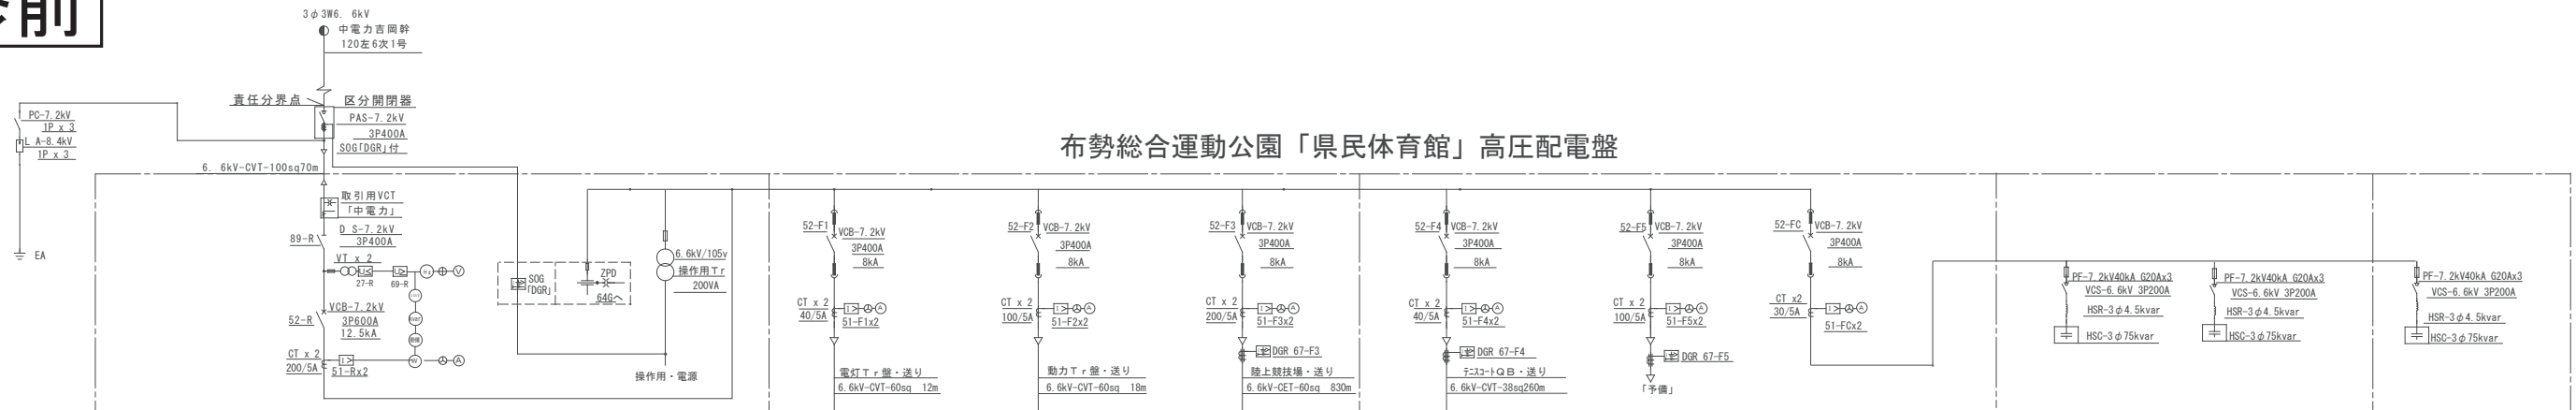 3φ3W6. 6kV
中電力吉岡幹
120左6次1号
責任分界点
区分開閉器
PAS-7.2kV
3P400A
SOG「DGR」付
PC-7.2kV
1P x 3
L A-8.4kV
1P x 3
EA
6. 6kV-CVT-100sq70m
布勢総合運動公園「県民体育館」高圧配電盤
取引用VCT
「中電力」
89-R
D S-7.2kV
3P400A
VT x 2
27-R
69-R
Hz
V
52-R
VCB-7.2kV
3P600A
12.5kA
CT x 2
200/5A
51-Rx2
W
A
SOG
「DGR」
ZPD
64Gへ
6.6kV/105v
操作用Tr
200VA
操作用・電源
52-F1
VCB-7.2kV
3P400A
8kA
CT x 2
40/5A
I>
A
51-F1x2
電灯Tr盤・送り
6.6kV-CVT-60sq 12m
52-F2
VCB-7.2kV
3P400A
8kA
CT x 2
100/5A
I>
A
51-F2x2
動力Tr盤・送り
6.6kV-CVT-60sq 18m
52-F3
VCB-7.2kV
3P400A
8kA
CT x 2
200/5A
I>
A
51-F3x2
DGR 67-F3
陸上競技場・送り
6.6kV-CET-60sq 830m
52-F4
VCB-7.2kV
3P400A
8kA
CT x 2
40/5A
I>
A
51-F4x2
DGR 67-F4
テニスコートQB・送り
6.6kV-CVT-38sq260m
52-F5
VCB-7.2kV
3P400A
8kA
CT x 2
100/5A
I>
A
51-F5x2
DGR 67-F5
「予備」
52-FC
VCB-7.2kV
3P400A
8kA
CT x2
30/5A
I>
A
51-FCx2
PF-7.2kV40kA G20Ax3
VCS-6.6kV 3P200A
HSR-3φ4.5kvar
HSC-3φ75kvar
PF-7.2kV40kA G20Ax3
VCS-6.6kV 3P200A
HSR-3φ4.5kvar
HSC-3φ75kvar
PF-7.2kV40kA G20Ax3
VCS-6.6kV 3P200A
HSR-3φ4.5kvar
HSC-3φ75kvar